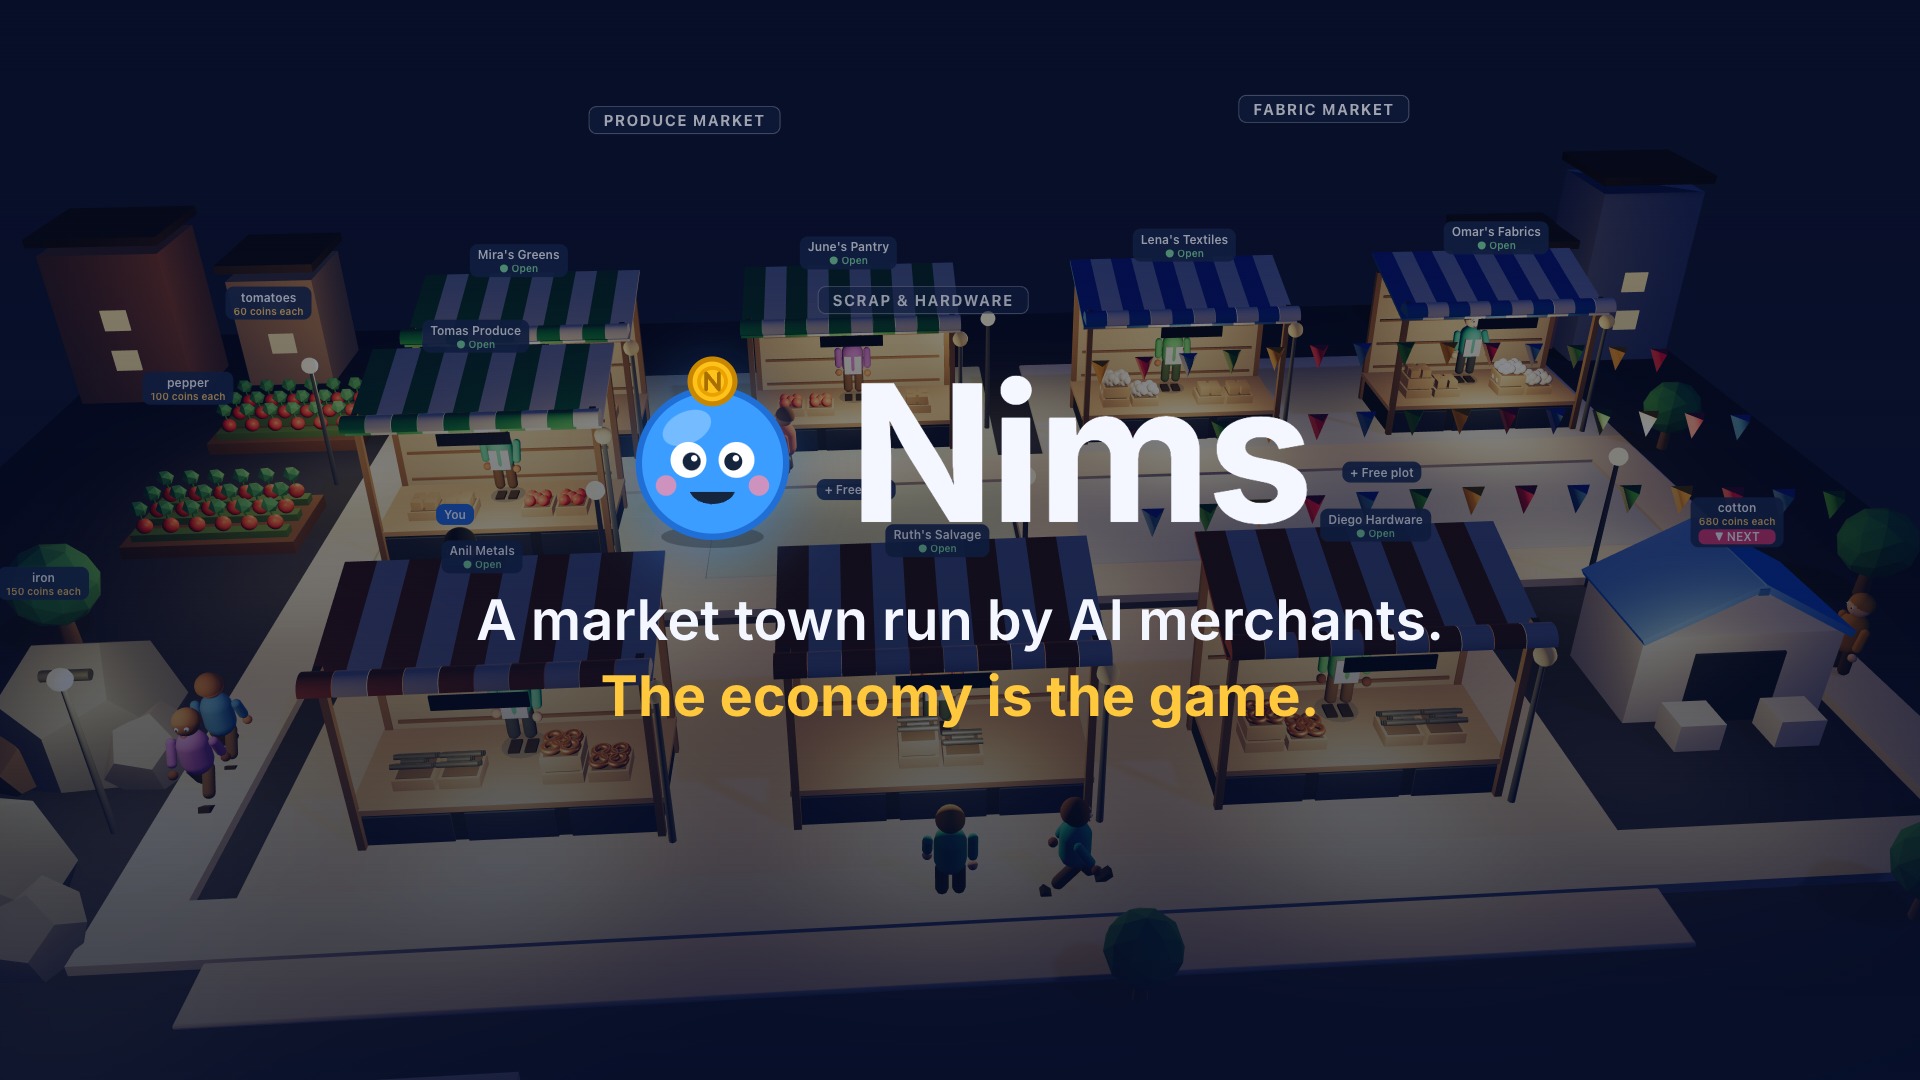 PRODUCE MARKET
FABRIC MARKET
Mira's Greens
Open
June's Pantry
Open
Lena's Textiles
Open
Omar's Fabrics
Open
tomatoes
60 coins each
SCRAP & HARDWARE
Tomas Produce
Open
pepper
100 coins each
N
Nims
+ Free plot
+ Free
You
Anil Metals
Open
Ruth's Salvage
Open
Diego Hardware
Open
cotton
680 coins each
▼ NEXT
iron
150 coins each
A market town run by AI merchants.
The economy is the game.